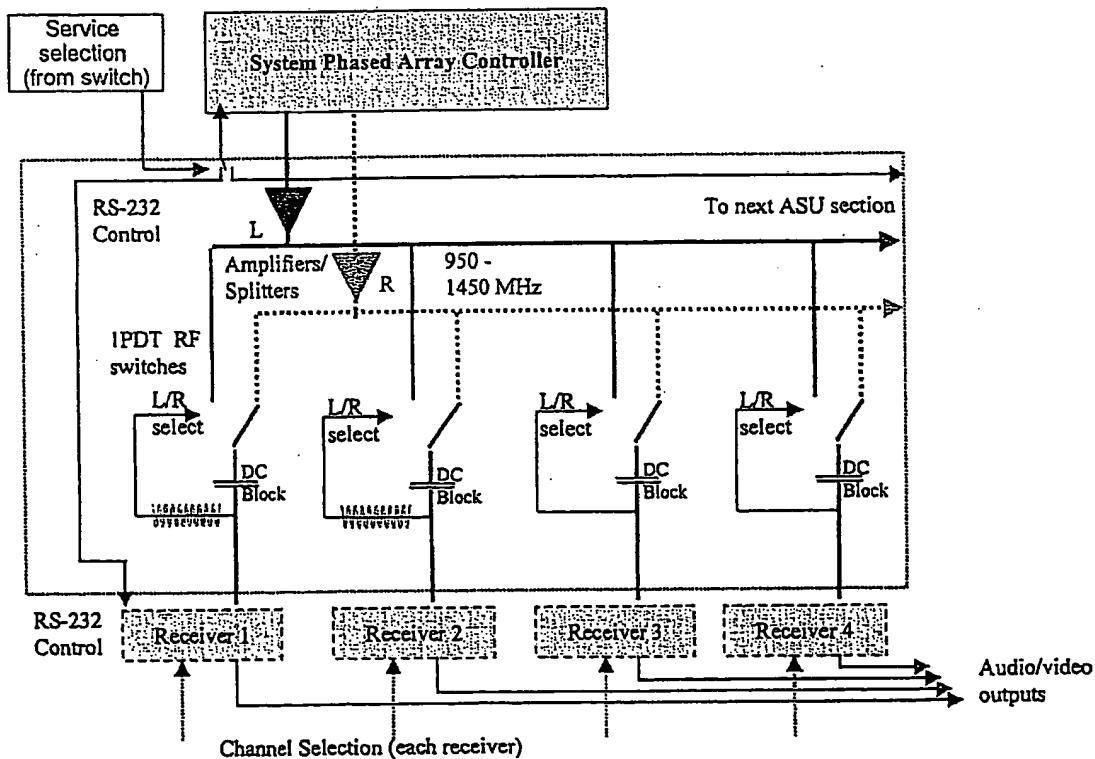 Service
selection
(from switch)
System Phased Array Controller
RS-232
Control
L
To next ASU section
Amplifiers/
Splitters
R
950 -
1450 MHz
1PDT RF
switches
L/R
select
L/R
select
L/R
select
L/R
select
DC
Block
DC
Block
DC
Block
DC
Block
RS-232
Control
Receiver 1
Receiver 2
Receiver 3
Receiver 4
Audio/video
outputs
Channel Selection (each receiver)